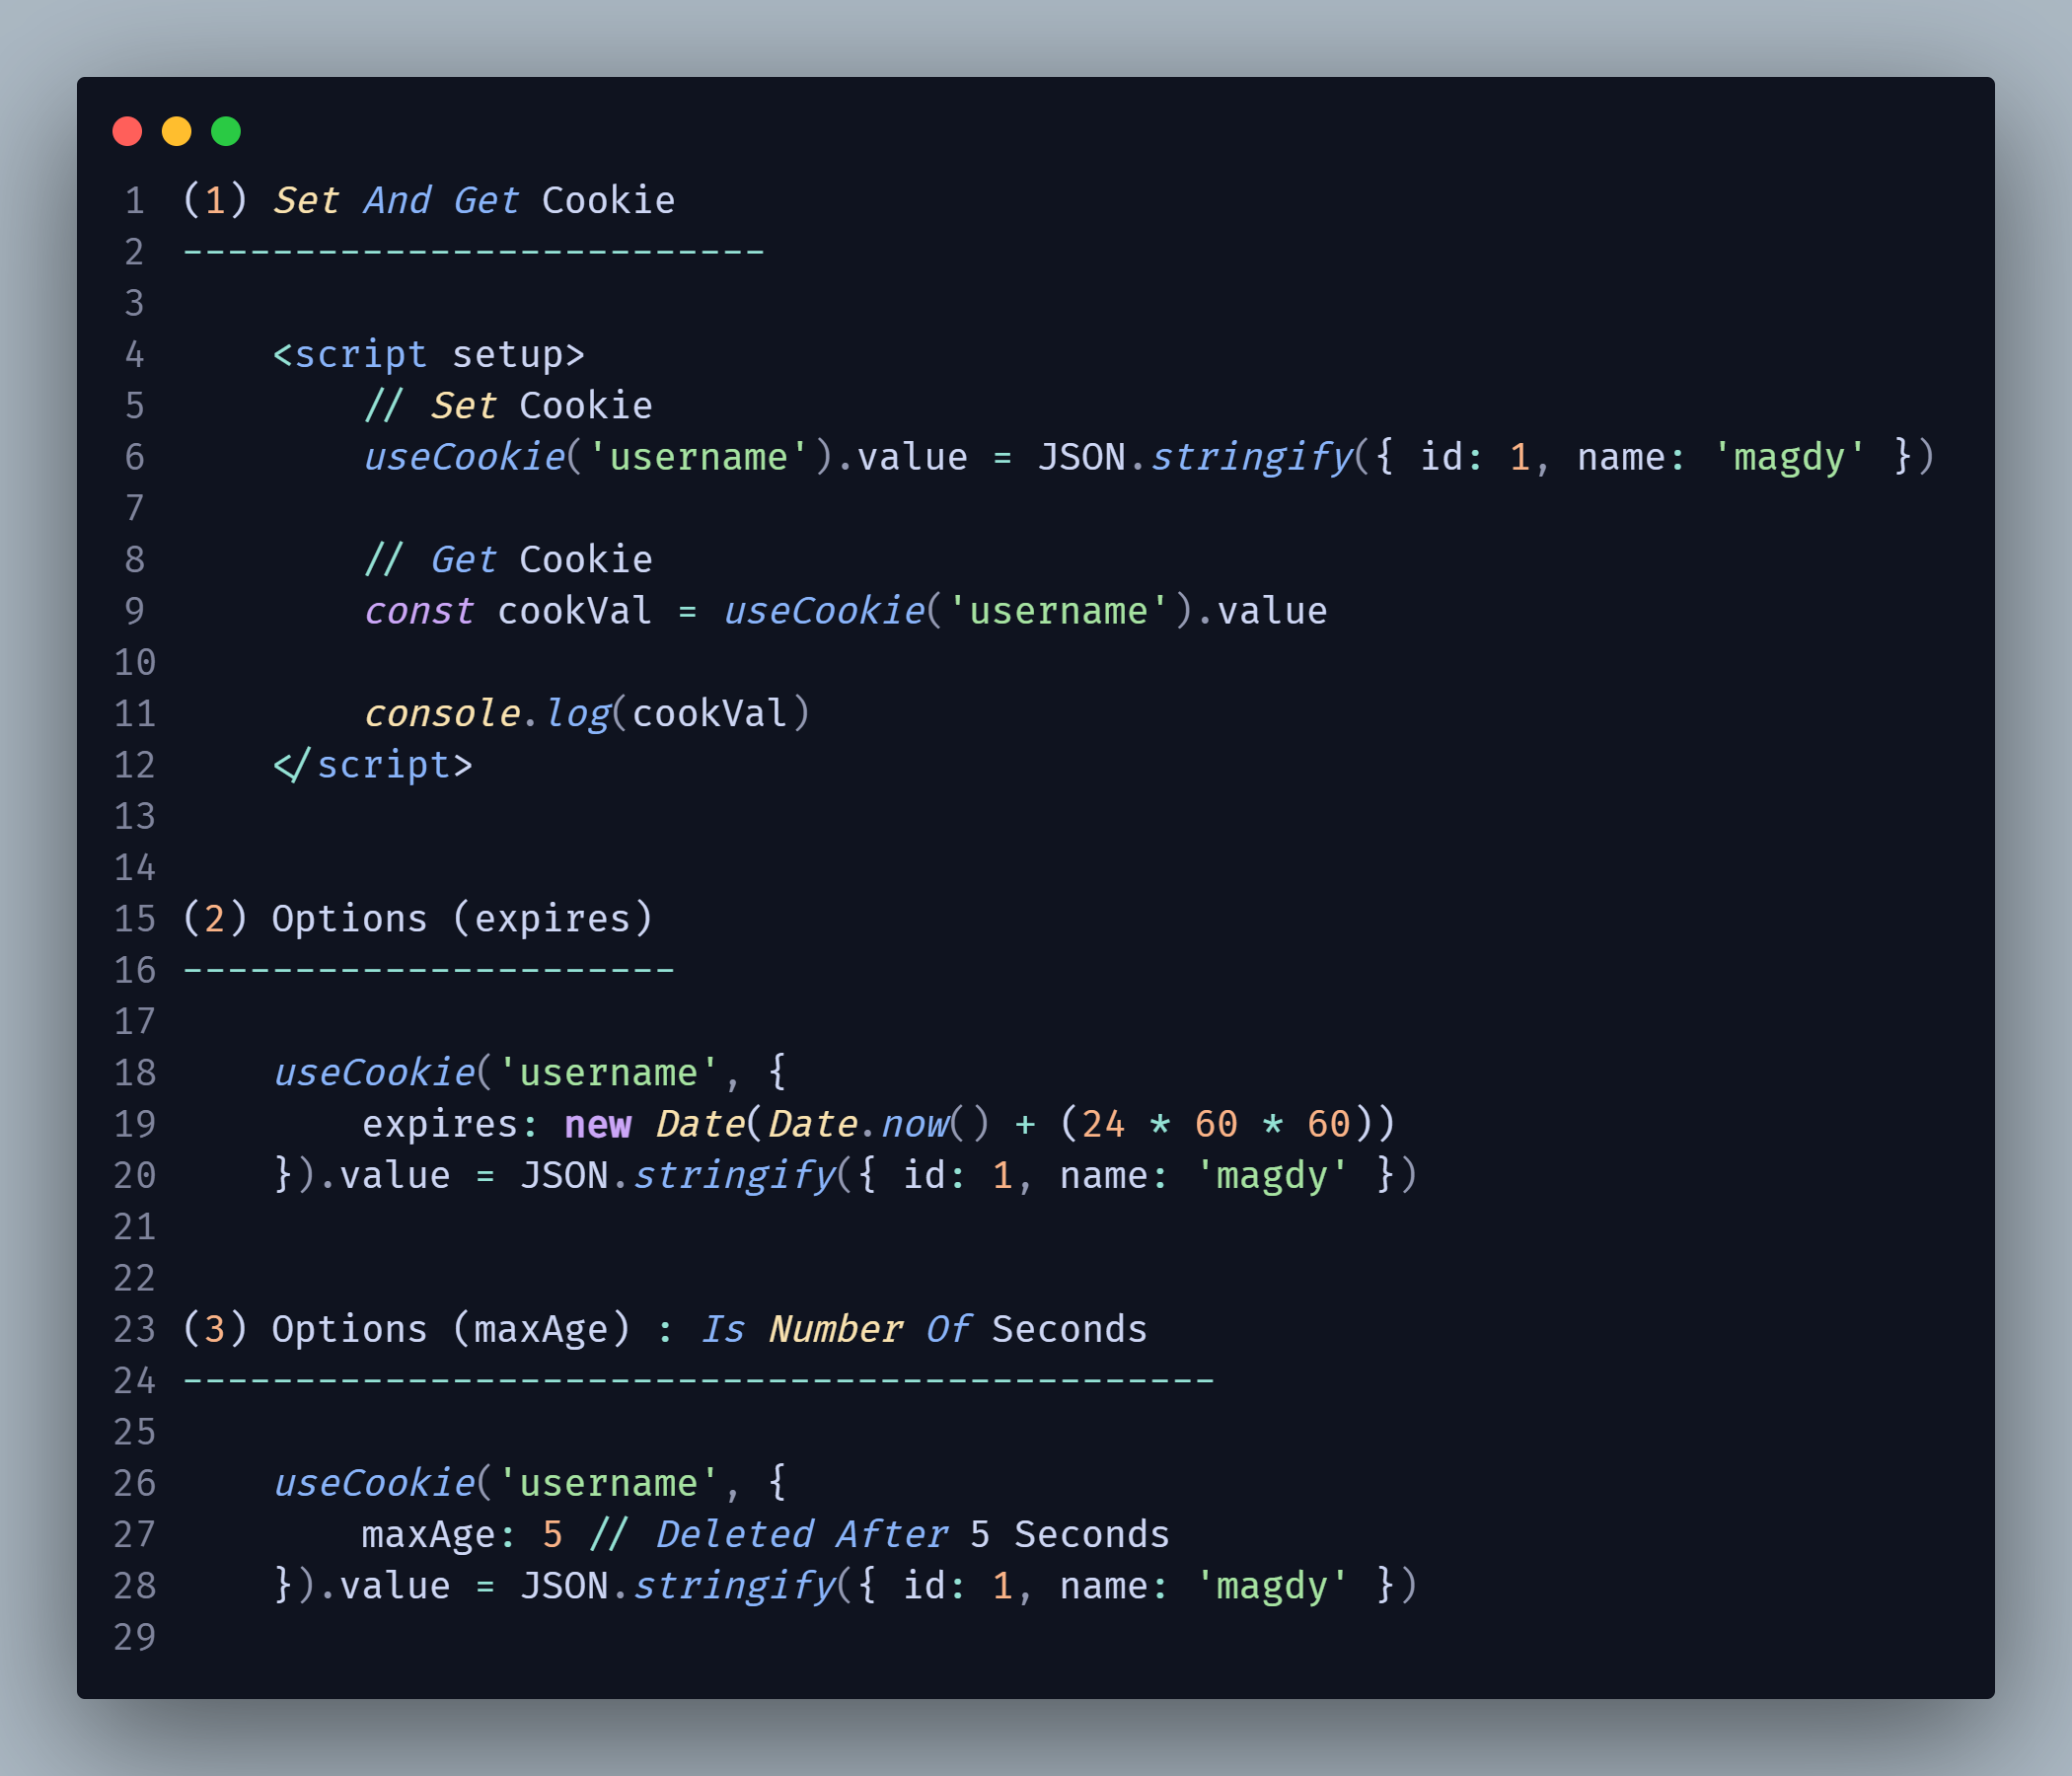 1 (1) Set And Get Cookie
2 --------------------------
3
4     <script setup>
5         // Set Cookie
6         useCookie('username').value = JSON.stringify({ id: 1, name: 'magdy' })
7
8         // Get Cookie
9         const cookVal = useCookie('username').value
10
11         console.log(cookVal)
12     </script>
13
14
15 (2) Options (expires)
16 ----------------------
17
18     useCookie('username', {
19         expires: new Date(Date.now() + (24 * 60 * 60))
20     }).value = JSON.stringify({ id: 1, name: 'magdy' })
21
22
23 (3) Options (maxAge) : Is Number Of Seconds
24 ----------------------------------------------
25
26     useCookie('username', {
27         maxAge: 5 // Deleted After 5 Seconds
28     }).value = JSON.stringify({ id: 1, name: 'magdy' })
29